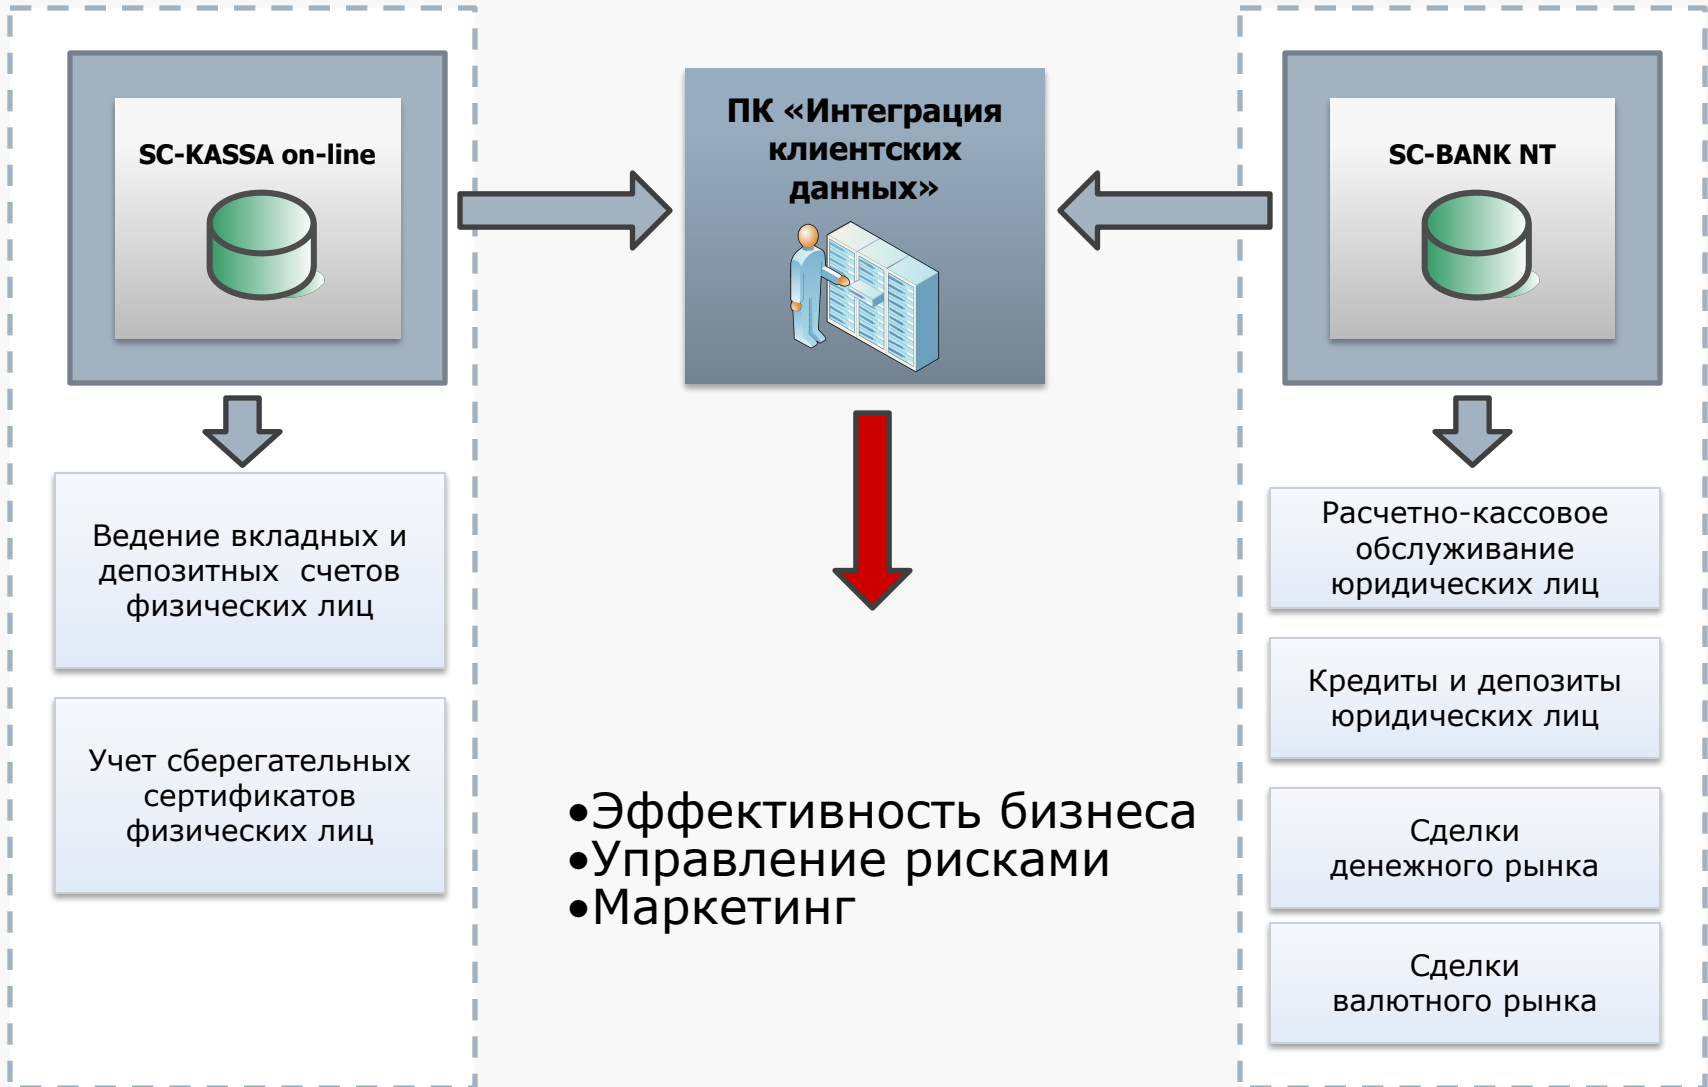 SC-KASSA on-line
Ведение вкладных и
депозитных  счетов
физических лиц
Учет сберегательных
сертификатов
физических лиц
ПК «Интеграция
клиентских
данных»
•Эффективность бизнеса
•Управление рисками
•Маркетинг
SC-BANK NT
Расчетно-кассовое
обслуживание
юридических лиц
Кредиты и депозиты
юридических лиц
Сделки
денежного рынка
Сделки
валютного рынка